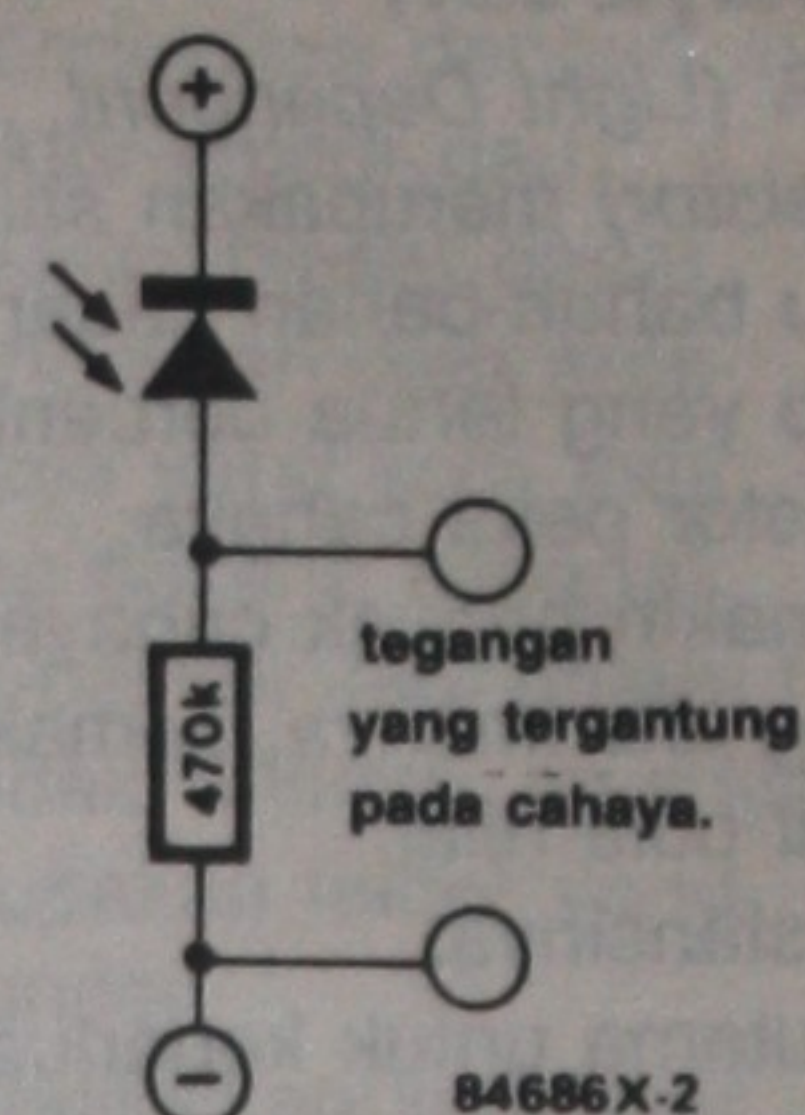 +
470k
tegangan
yang tergantung
pada cahaya.
−
84686X-2